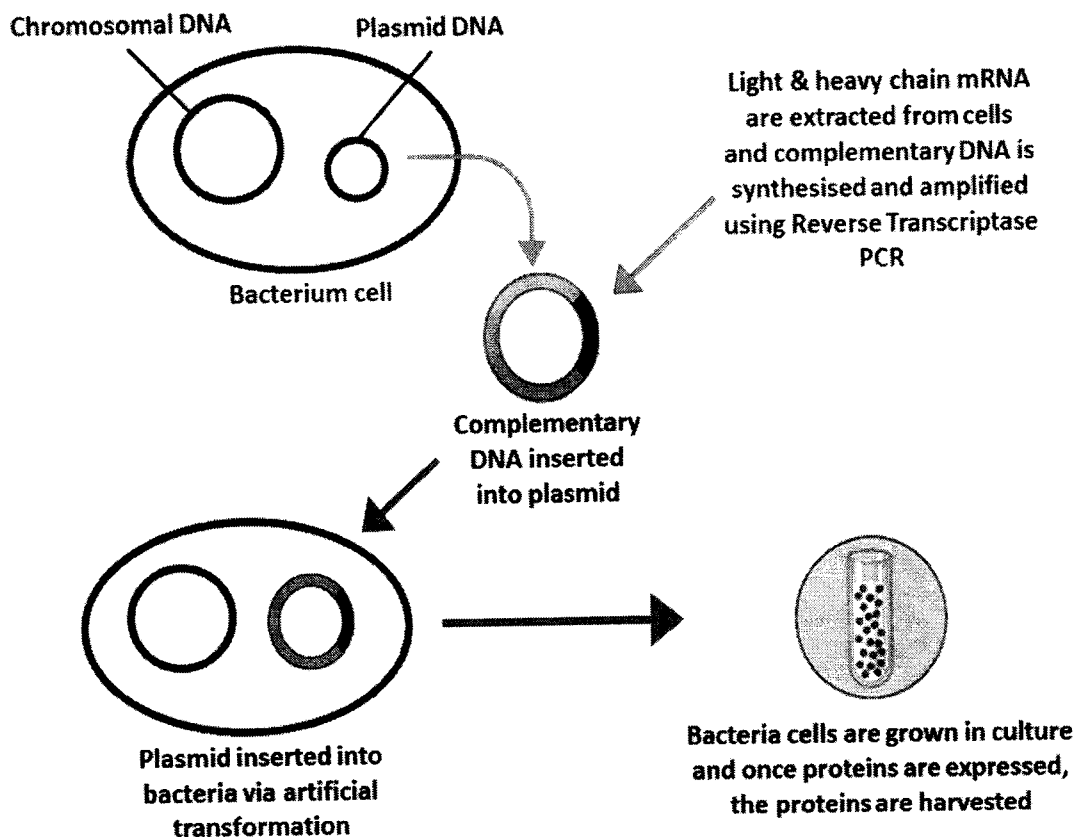 Chromosomal DNA
Plasmid DNA
Light & heavy chain mRNA
are extracted from cells
and complementary DNA is
synthesised and amplified
using Reverse Transcriptase
PCR
Bacterium cell
Complementary
DNA inserted
into plasmid
Plasmid inserted into
bacteria via artificial
transformation
Bacteria cells are grown in culture
and once proteins are expressed,
the proteins are harvested